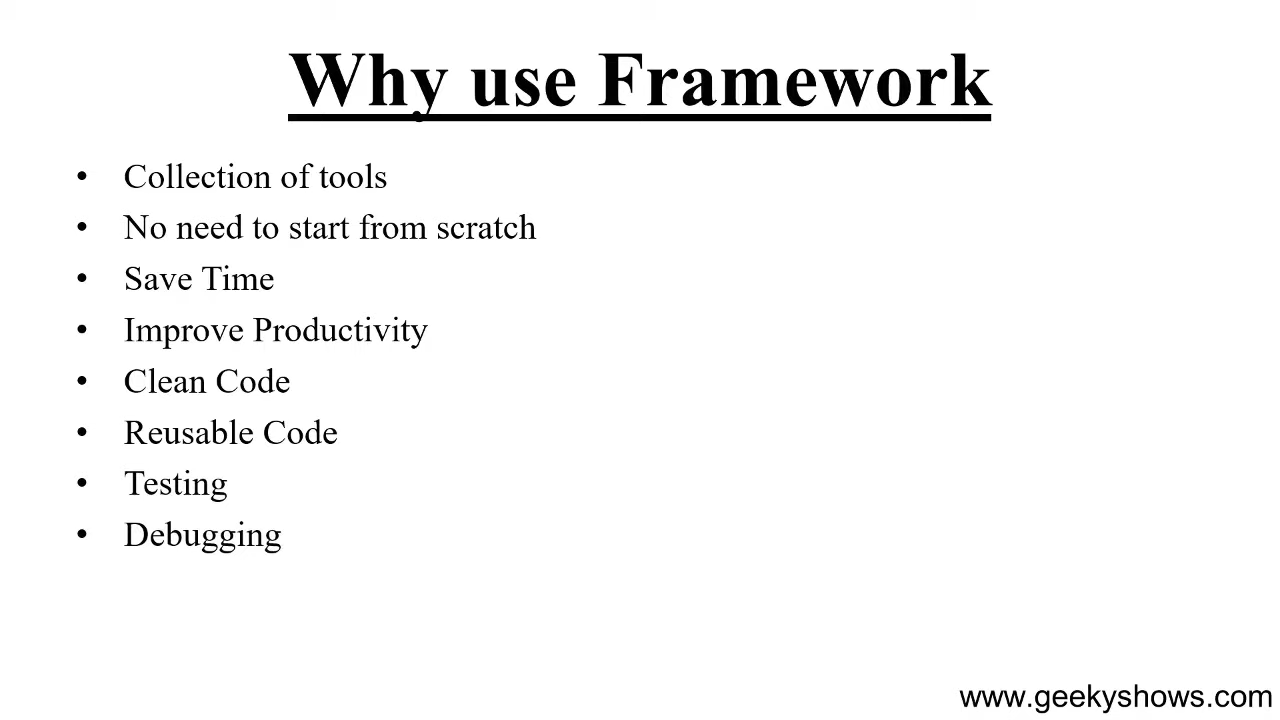 Why use Framework
• Collection of tools
• No need to start from scratch
• Save Time
• Improve Productivity
• Clean Code
• Reusable Code
• Testing
• Debugging
www.geekyshows.com